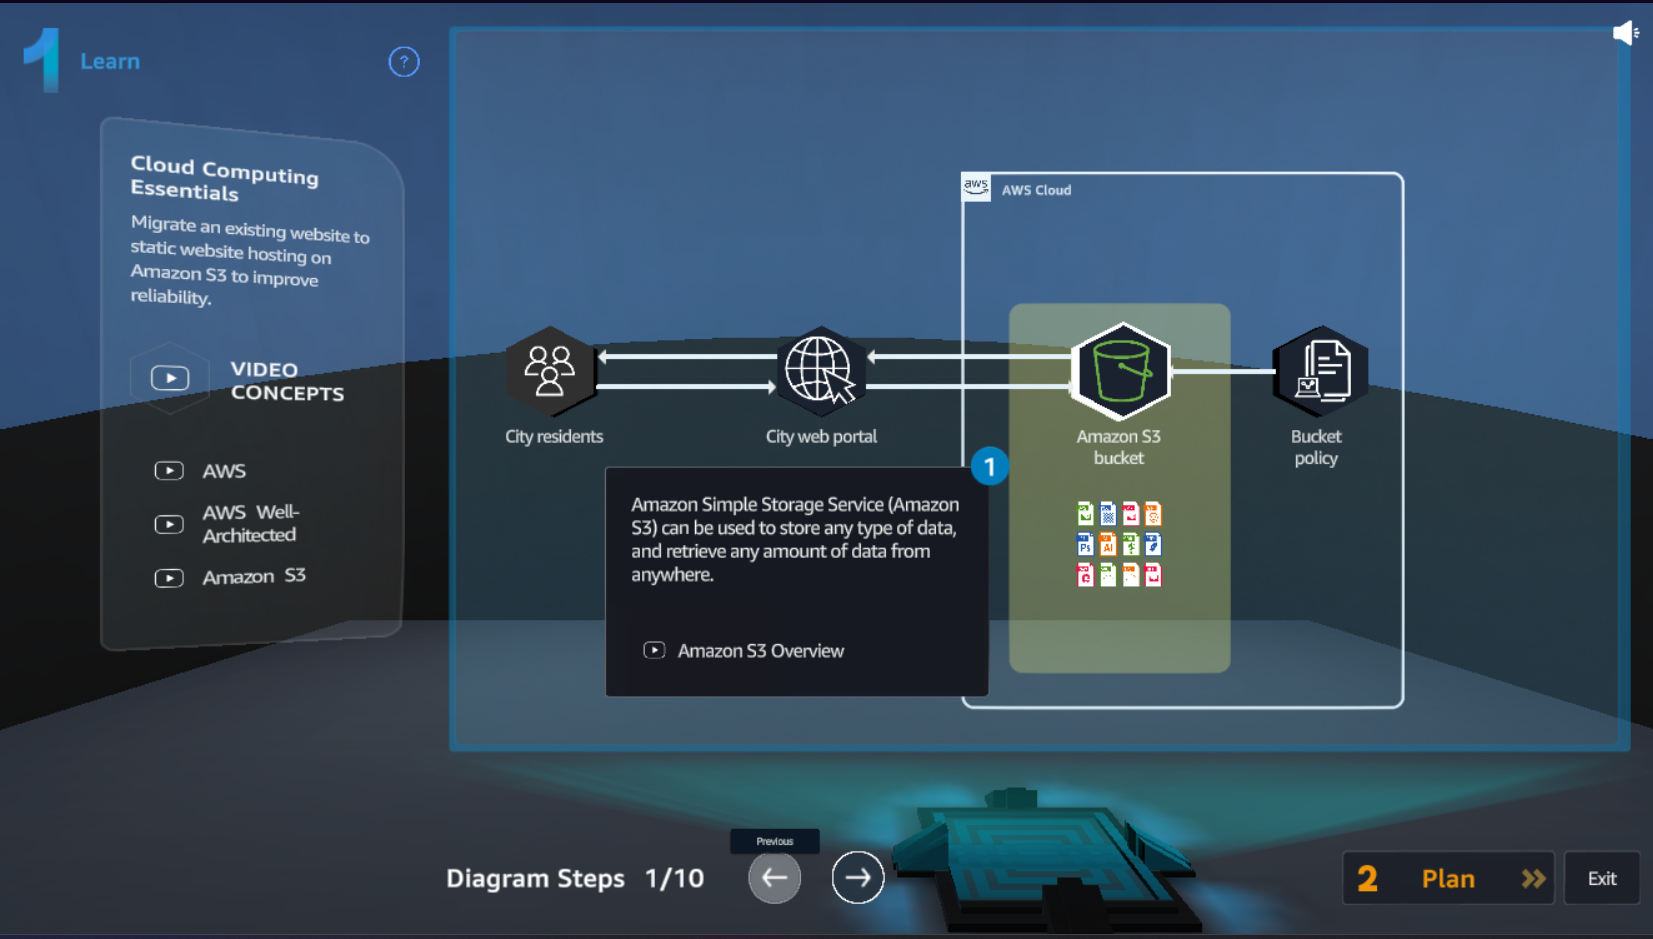 1 Learn
?
Cloud Computing
Essentials
Migrate an existing website to
static website hosting on
Amazon S3 to improve
reliability.
VIDEO
CONCEPTS
AWS
AWS Well-
Architected
Amazon S3
aws AWS Cloud
City residents
City web portal
Amazon S3
bucket
Bucket
policy
1
Amazon Simple Storage Service (Amazon
S3) can be used to store any type of data,
and retrieve any amount of data from
anywhere.
Amazon S3 Overview
Ps
Ai
Previous
Diagram Steps 1/10
2 Plan
Exit